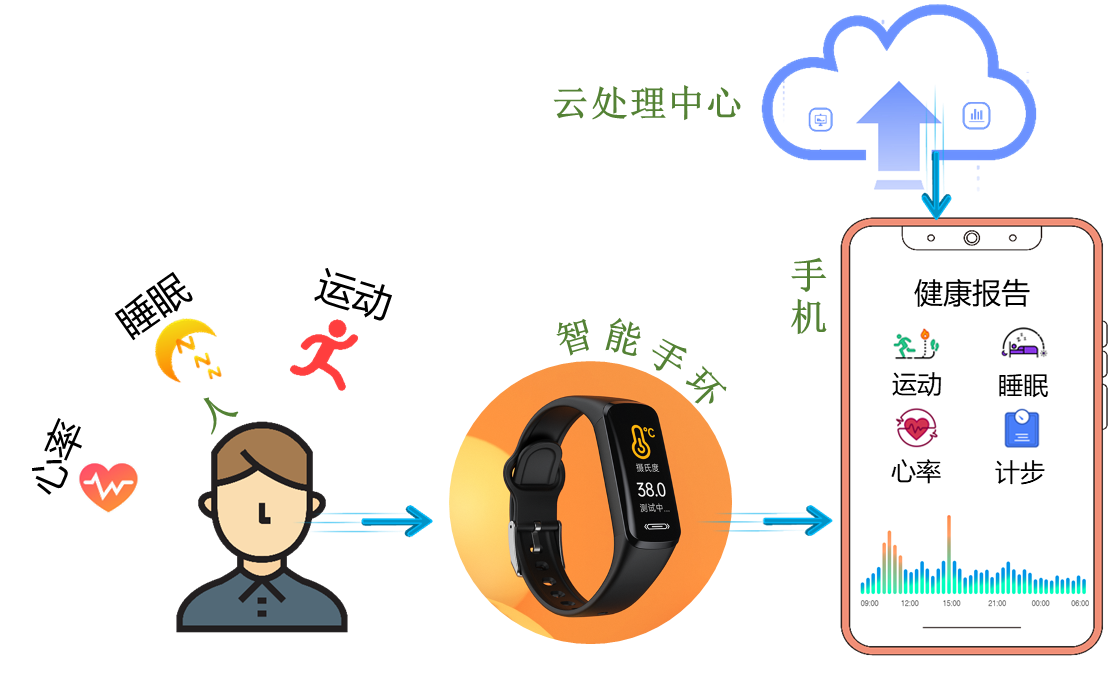 云处理中心
手机
健康报告
运动
睡眠
心率
计步
09:00 12:00 15:00 21:00 00:00 06:00
睡眠
运动
心率
人
智能手环
°C
摄氏度
38.0
测试中...